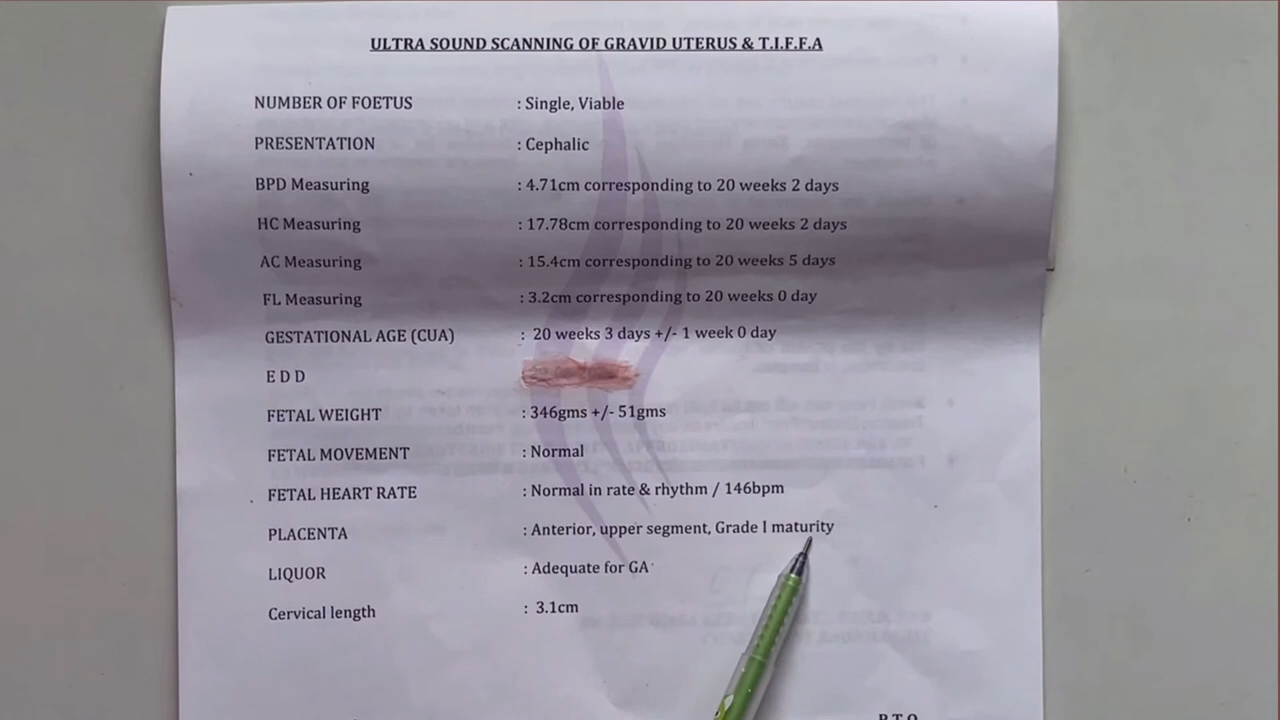 ULTRA SOUND SCANNING OF GRAVID UTERUS & T.I.F.F.A
NUMBER OF FOETUS : Single, Viable
PRESENTATION : Cephalic
BPD Measuring : 4.71cm corresponding to 20 weeks 2 days
HC Measuring : 17.78cm corresponding to 20 weeks 2 days
AC Measuring : 15.4cm corresponding to 20 weeks 5 days
FL Measuring : 3.2cm corresponding to 20 weeks 0 day
GESTATIONAL AGE (CUA) : 20 weeks 3 days +/- 1 week 0 day
E D D
FETAL WEIGHT : 346gms +/- 51gms
FETAL MOVEMENT : Normal
FETAL HEART RATE : Normal in rate & rhythm / 146bpm
PLACENTA : Anterior, upper segment, Grade I maturity
LIQUOR : Adequate for GA
Cervical length : 3.1cm
P.T.O